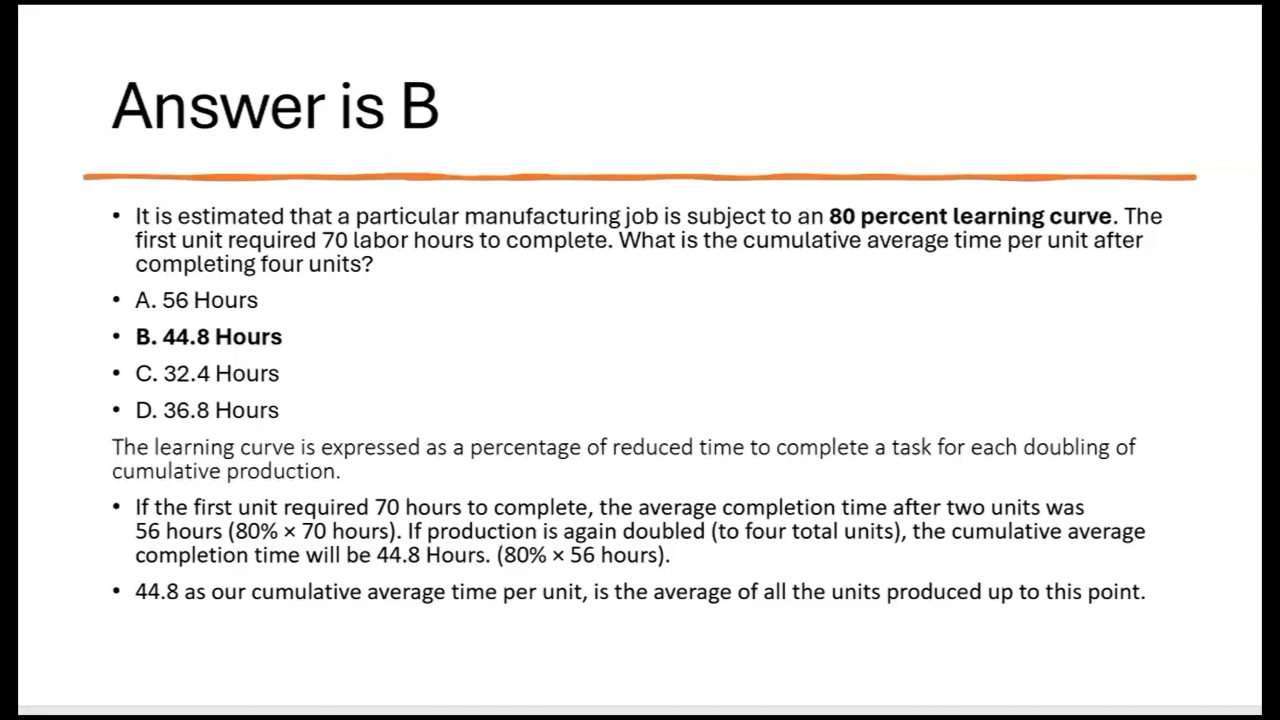 Answer is B
• It is estimated that a particular manufacturing job is subject to an 80 percent learning curve. The
first unit required 70 labor hours to complete. What is the cumulative average time per unit after
completing four units?
• A. 56 Hours
• B. 44.8 Hours
• C. 32.4 Hours
• D. 36.8 Hours
The learning curve is expressed as a percentage of reduced time to complete a task for each doubling of
cumulative production.
• If the first unit required 70 hours to complete, the average completion time after two units was
56 hours (80% × 70 hours). If production is again doubled (to four total units), the cumulative average
completion time will be 44.8 Hours. (80% × 56 hours).
• 44.8 as our cumulative average time per unit, is the average of all the units produced up to this point.